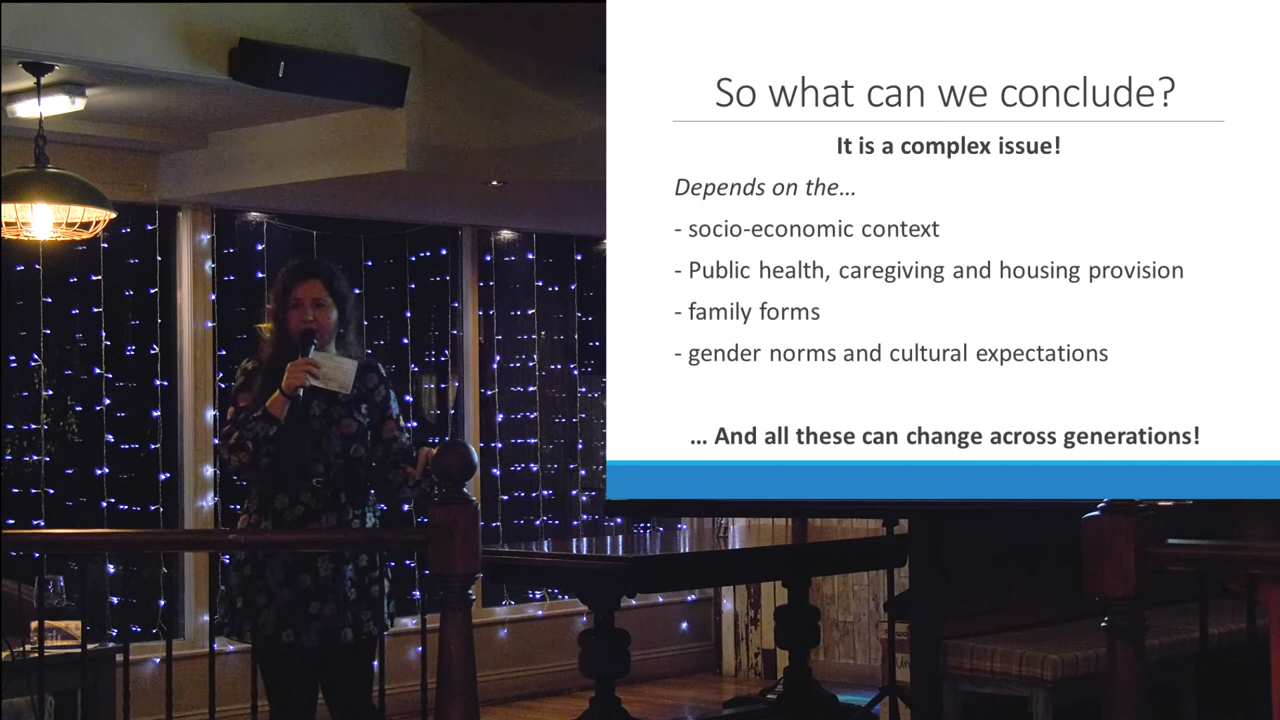 So what can we conclude?
It is a complex issue!
Depends on the…
- socio-economic context
- Public health, caregiving and housing provision
- family forms
- gender norms and cultural expectations
… And all these can change across generations!